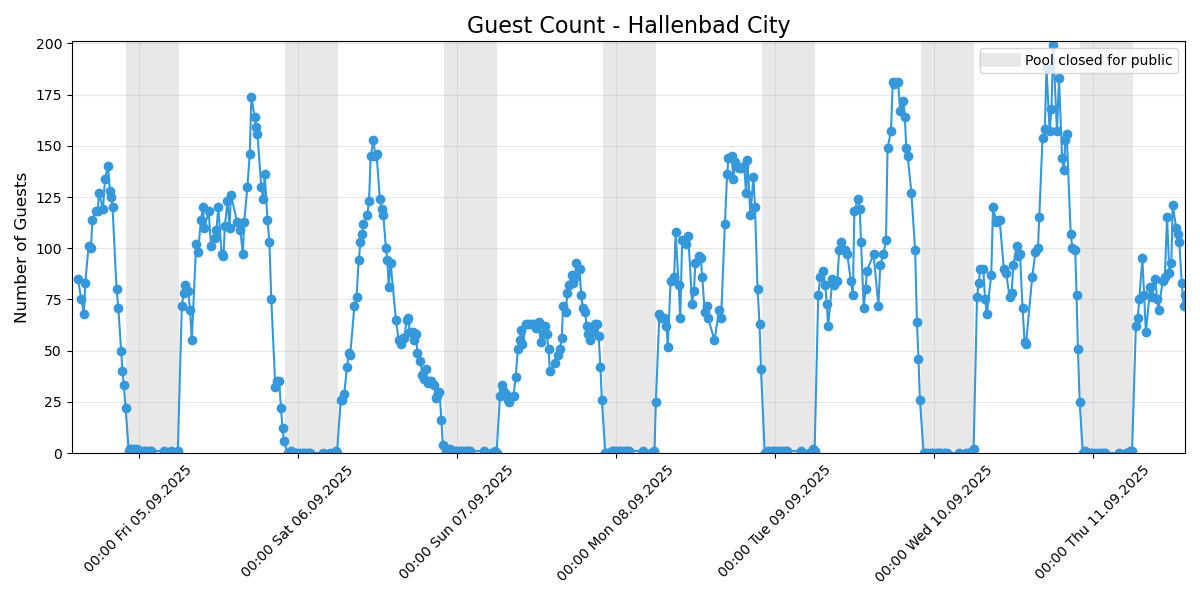 Guest Count - Hallenbad City
Pool closed for public
Number of Guests
200
175
150
125
100
75
50
25
0
00:00 Fri 05.09.2025
00:00 Sat 06.09.2025
00:00 Sun 07.09.2025
00:00 Mon 08.09.2025
00:00 Tue 09.09.2025
00:00 Wed 10.09.2025
00:00 Thu 11.09.2025